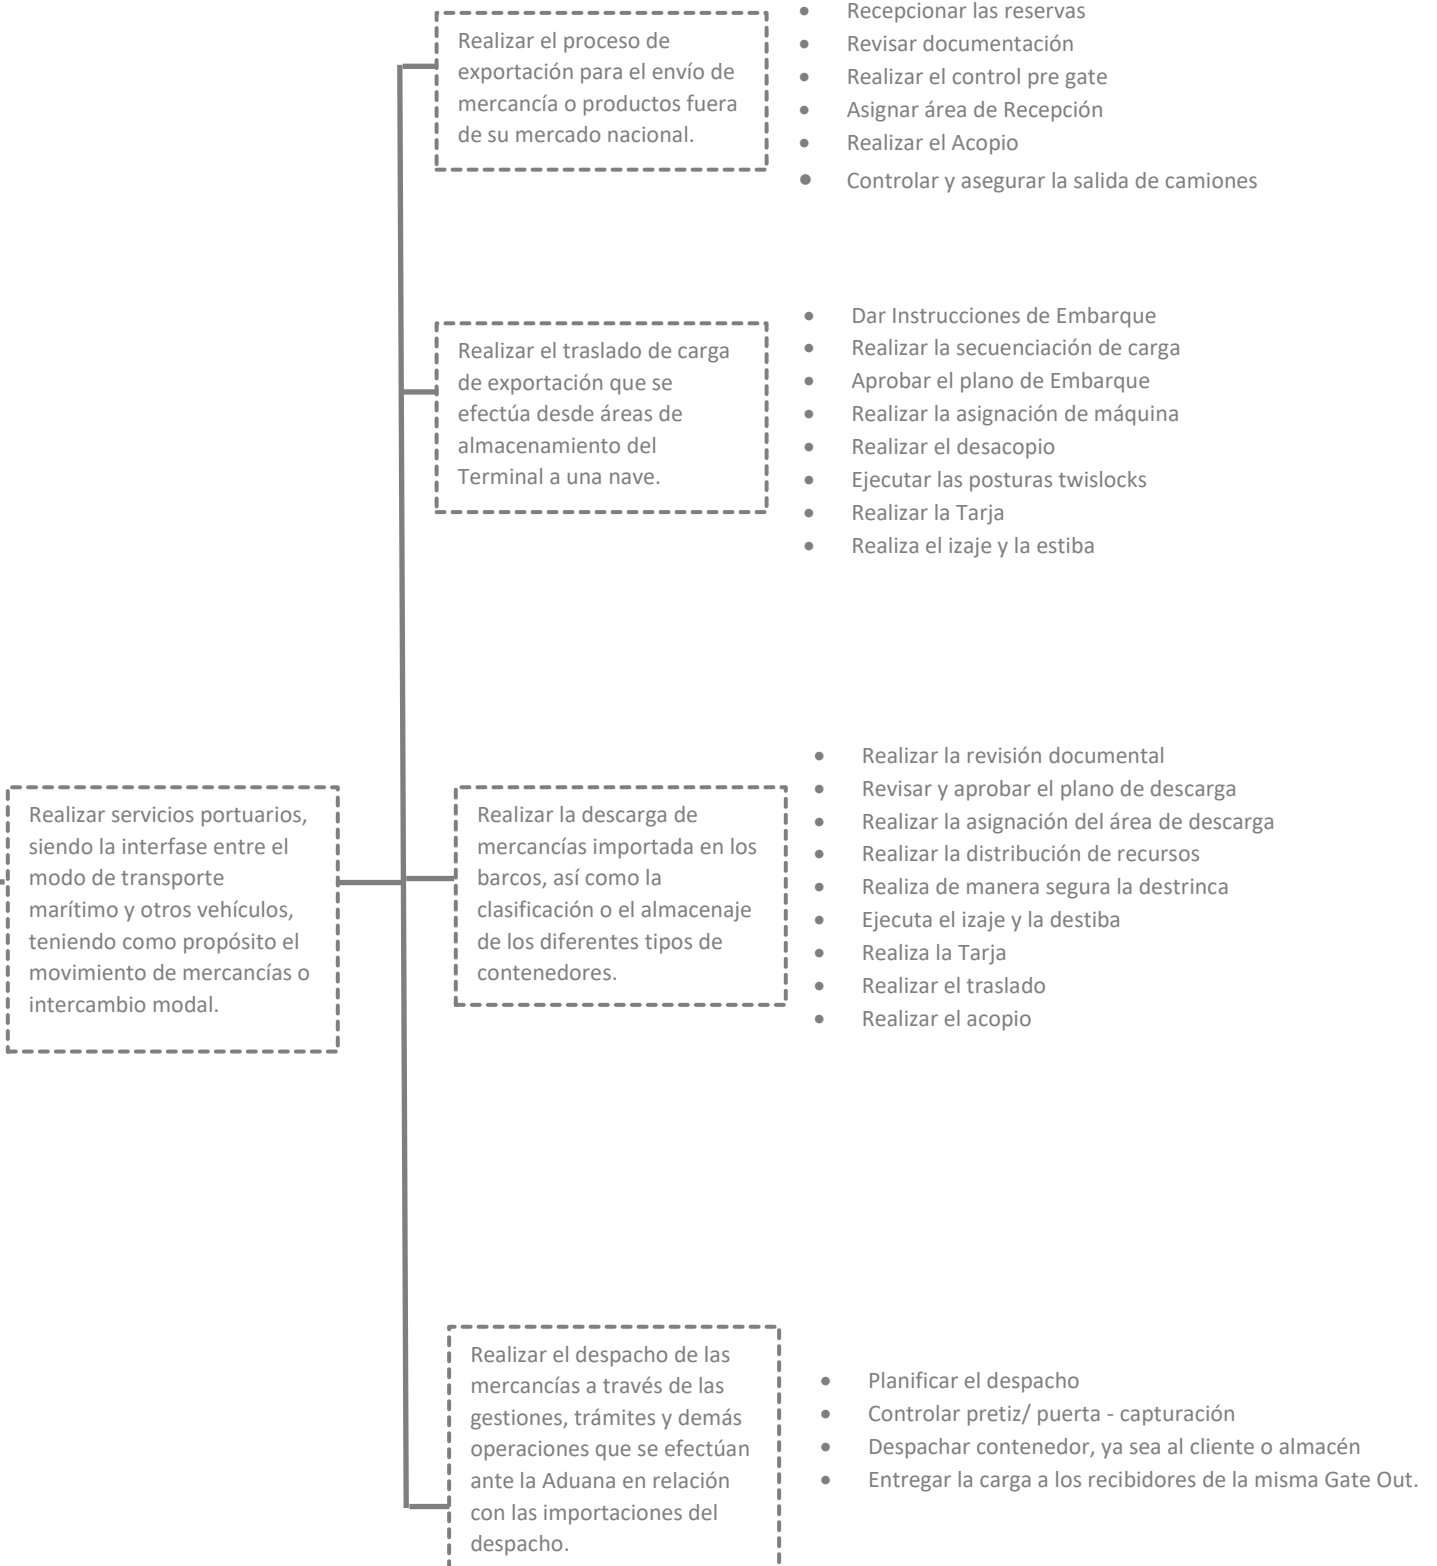 Realizar servicios portuarios,
siendo la interfase entre el
modo de transporte
marítimo y otros vehículos,
teniendo como propósito el
movimiento de mercancías o
intercambio modal.
Realizar el proceso de
exportación para el envío de
mercancía o productos fuera
de su mercado nacional.
• Recepcionar las reservas
• Revisar documentación
• Realizar el control pre gate
• Asignar área de Recepción
• Realizar el Acopio
• Controlar y asegurar la salida de camiones
Realizar el traslado de carga
de exportación que se
efectúa desde áreas de
almacenamiento del
Terminal a una nave.
• Dar Instrucciones de Embarque
• Realizar la secuenciación de carga
• Aprobar el plano de Embarque
• Realizar la asignación de máquina
• Realizar el desacopio
• Ejecutar las posturas twislocks
• Realizar la Tarja
• Realiza el izaje y la estiba
Realizar la descarga de
mercancías importada en los
barcos, así como la
clasificación o el almacenaje
de los diferentes tipos de
contenedores.
• Realizar la revisión documental
• Revisar y aprobar el plano de descarga
• Realizar la asignación del área de descarga
• Realizar la distribución de recursos
• Realiza de manera segura la destrinca
• Ejecuta el izaje y la destiba
• Realiza la Tarja
• Realizar el traslado
• Realizar el acopio
Realizar el despacho de las
mercancías a través de las
gestiones, trámites y demás
operaciones que se efectúan
ante la Aduana en relación
con las importaciones del
despacho.
• Planificar el despacho
• Controlar pretiz/ puerta - capturación
• Despachar contenedor, ya sea al cliente o almacén
• Entregar la carga a los recibidores de la misma Gate Out.